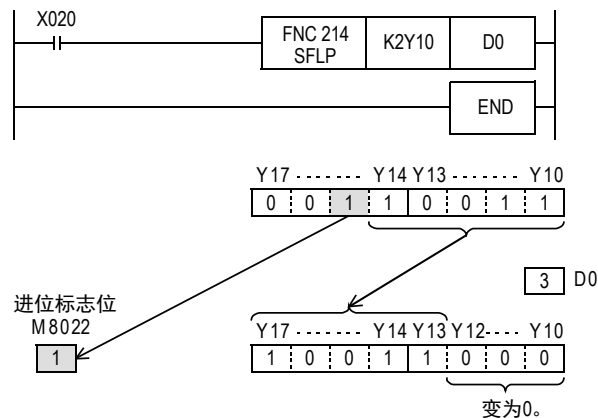 X020
FNC 214
SFLP
K2Y10
D0
END
Y17 ------- Y14 Y13 ------- Y10
0 0 1 1 0 0 1 1
3 D0
进位标志位
M8022
1
Y17 ------- Y14 Y13 Y12---- Y10
1 0 0 1 1 0 0 0
变为0。